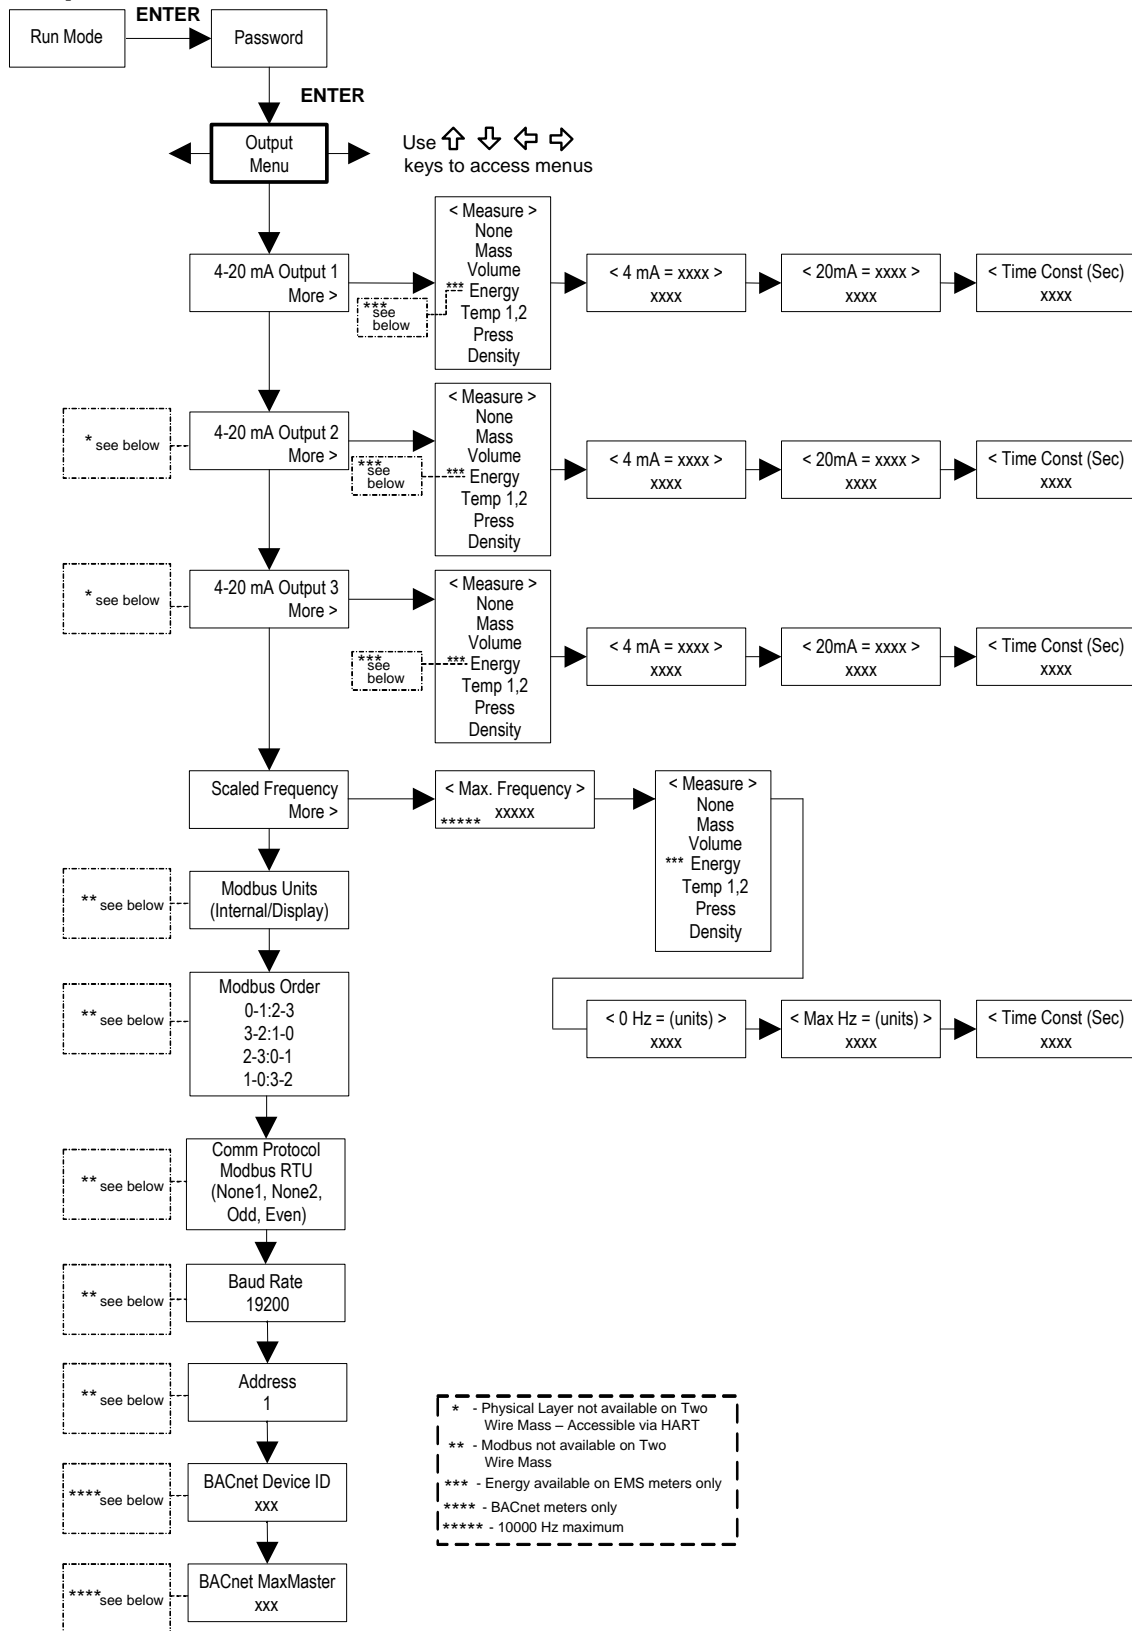 ENTER
Run Mode
Password
ENTER
Output
Menu
Use
keys to access menus
4-20 mA Output 1
More >
***
see
below
< Measure >
None
Mass
Volume
*** Energy
Temp 1,2
Press
Density
< 4 mA = xxxx >
xxxx
< 20mA = xxxx >
xxxx
< Time Const (Sec)
xxxx
* see below
4-20 mA Output 2
More >
***
see
below
< Measure >
None
Mass
Volume
*** Energy
Temp 1,2
Press
Density
< 4 mA = xxxx >
xxxx
< 20mA = xxxx >
xxxx
< Time Const (Sec)
xxxx
* see below
4-20 mA Output 3
More >
***
see
below
< Measure >
None
Mass
Volume
*** Energy
Temp 1,2
Press
Density
< 4 mA = xxxx >
xxxx
< 20mA = xxxx >
xxxx
< Time Const (Sec)
xxxx
Scaled Frequency
More >
< Max. Frequency >
***** xxxxx
< Measure >
None
Mass
Volume
*** Energy
Temp 1,2
Press
Density
< 0 Hz = (units) >
xxxx
< Max Hz = (units) >
xxxx
< Time Const (Sec)
xxxx
** see below
Modbus Units
(Internal/Display)
** see below
Modbus Order
0-1:2-3
3-2:1-0
2-3:0-1
1-0:3-2
** see below
Comm Protocol
Modbus RTU
(None1, None2,
Odd, Even)
** see below
Baud Rate
19200
** see below
Address
1
**** see below
BACnet Device ID
xxx
**** see below
BACnet MaxMaster
xxx
* - Physical Layer not available on Two
Wire Mass – Accessible via HART
** - Modbus not available on Two
Wire Mass
*** - Energy available on EMS meters only
**** - BACnet meters only
***** - 10000 Hz maximum